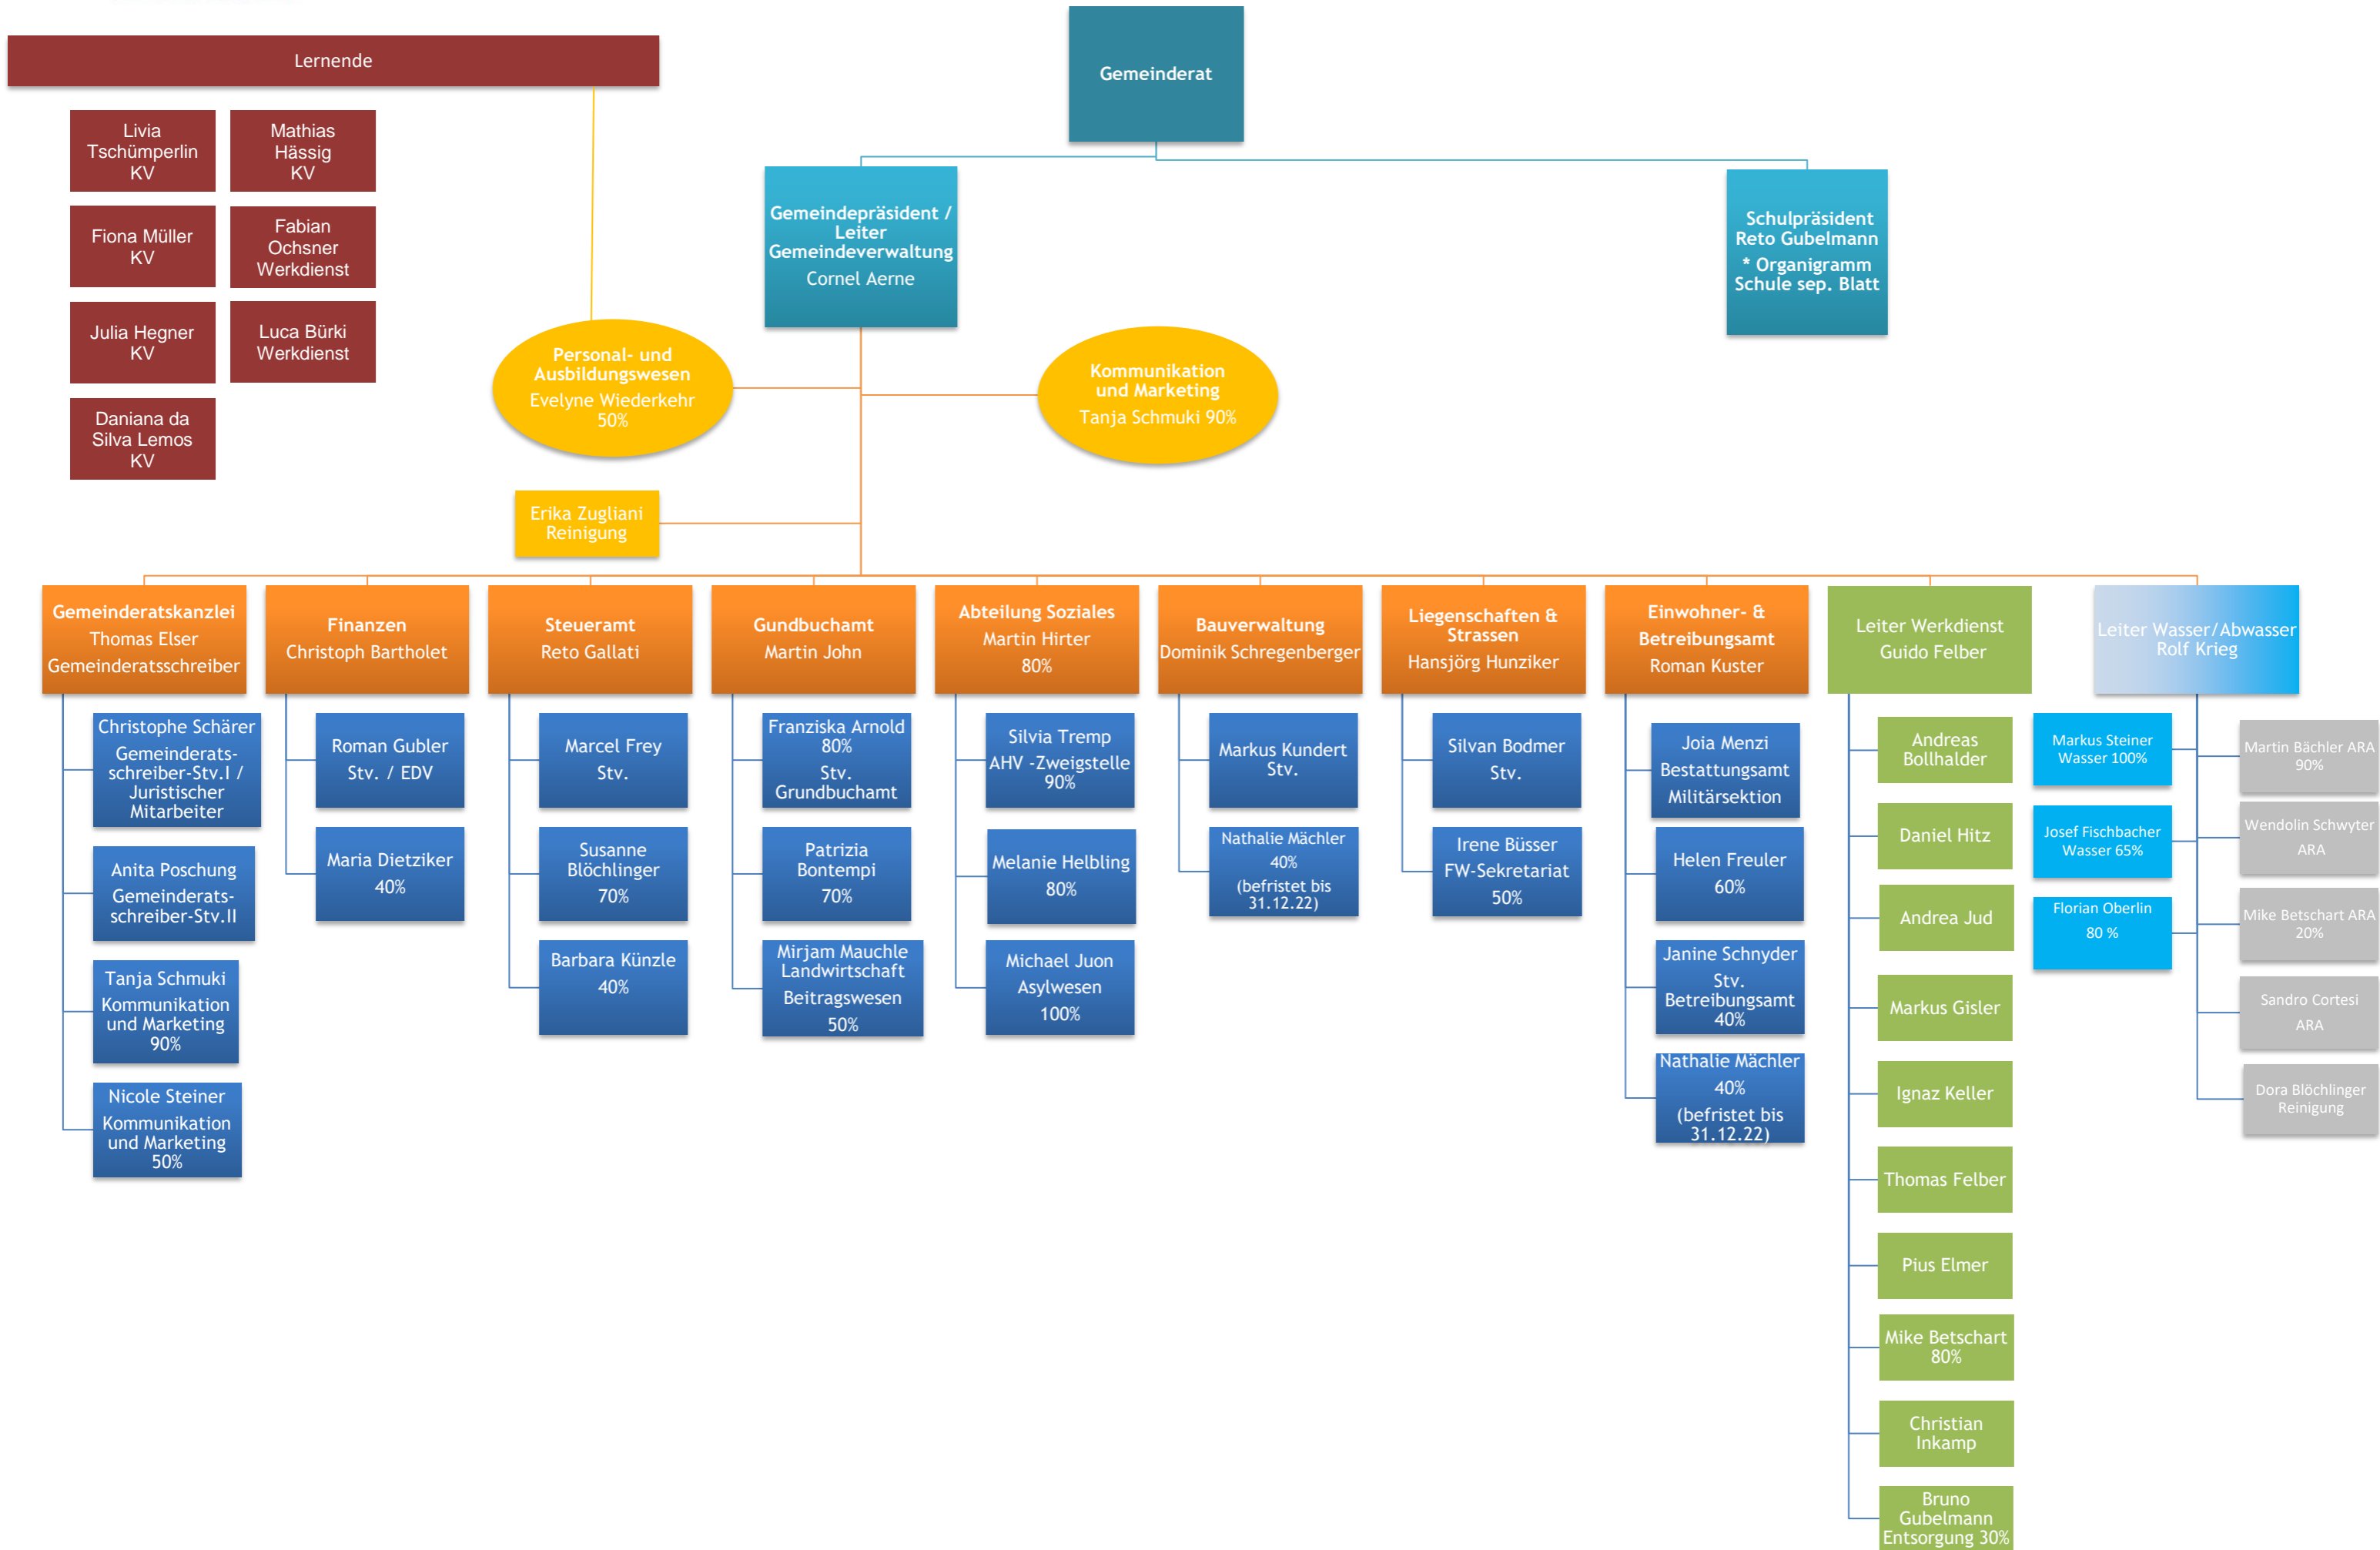 Lernende
Livia
Tschümperlin
KV
Mathias
Hässig
KV
Fiona Müller
KV
Fabian
Ochsner
Werkdienst
Julia Hegner
KV
Luca Bürki
Werkdienst
Daniana da
Silva Lemos
KV
Gemeinderat
Gemeindepräsident /
Leiter
Gemeindeverwaltung
Cornel Aerne
Schulpräsident
Reto Gubelmann
* Organigramm
Schule sep. Blatt
Personal- und
Ausbildungswesen
Evelyne Wiederkehr
50%
Kommunikation
und Marketing
Tanja Schmuki 90%
Erika Zugliani
Reinigung
Gemeinderatskanzlei
Thomas Elser
Gemeinderatsschreiber
Christophe Schärer
Gemeinderats-
schreiber-Stv.I /
Juristischer
Mitarbeiter
Anita Poschung
Gemeinderats-
schreiber-Stv.II
Tanja Schmuki
Kommunikation
und Marketing
90%
Nicole Steiner
Kommunikation
und Marketing
50%
Finanzen
Christoph Bartholet
Roman Gubler
Stv. / EDV
Maria Dietziker
40%
Steueramt
Reto Gallati
Marcel Frey
Stv.
Susanne
Blöchlinger
70%
Barbara Künzle
40%
Gundbuchamt
Martin John
Franziska Arnold
80%
Stv.
Grundbuchamt
Patrizia
Bontempi
70%
Mirjam Mauchle
Landwirtschaft
Beitragswesen
50%
Abteilung Soziales
Martin Hirter
80%
Silvia Tremp
AHV -Zweigstelle
90%
Melanie Helbling
80%
Michael Juon
Asylwesen
100%
Bauverwaltung
Dominik Schregenberger
Markus Kundert
Stv.
Nathalie Mächler
40%
(befristet bis
31.12.22)
Liegenschaften &
Strassen
Hansjörg Hunziker
Silvan Bodmer
Stv.
Irene Büsser
FW-Sekretariat
50%
Einwohner- &
Betreibungsamt
Roman Kuster
Joia Menzi
Bestattungsamt
Militärsektion
Helen Freuler
60%
Janine Schnyder
Stv.
Betreibungsamt
40%
Nathalie Mächler
40%
(befristet bis
31.12.22)
Leiter Werkdienst
Guido Felber
Andreas
Bollhalder
Daniel Hitz
Andrea Jud
Markus Gisler
Ignaz Keller
Thomas Felber
Pius Elmer
Mike Betschart
80%
Christian
Inkamp
Bruno
Gubelmann
Entsorgung 30%
Leiter Wasser/Abwasser
Rolf Krieg
Markus Steiner
Wasser 100%
Josef Fischbacher
Wasser 65%
Florian Oberlin
80 %
Martin Bächler ARA
90%
Wendolin Schwyter
ARA
Mike Betschart ARA
20%
Sandro Cortesi
ARA
Dora Blöchlinger
Reinigung